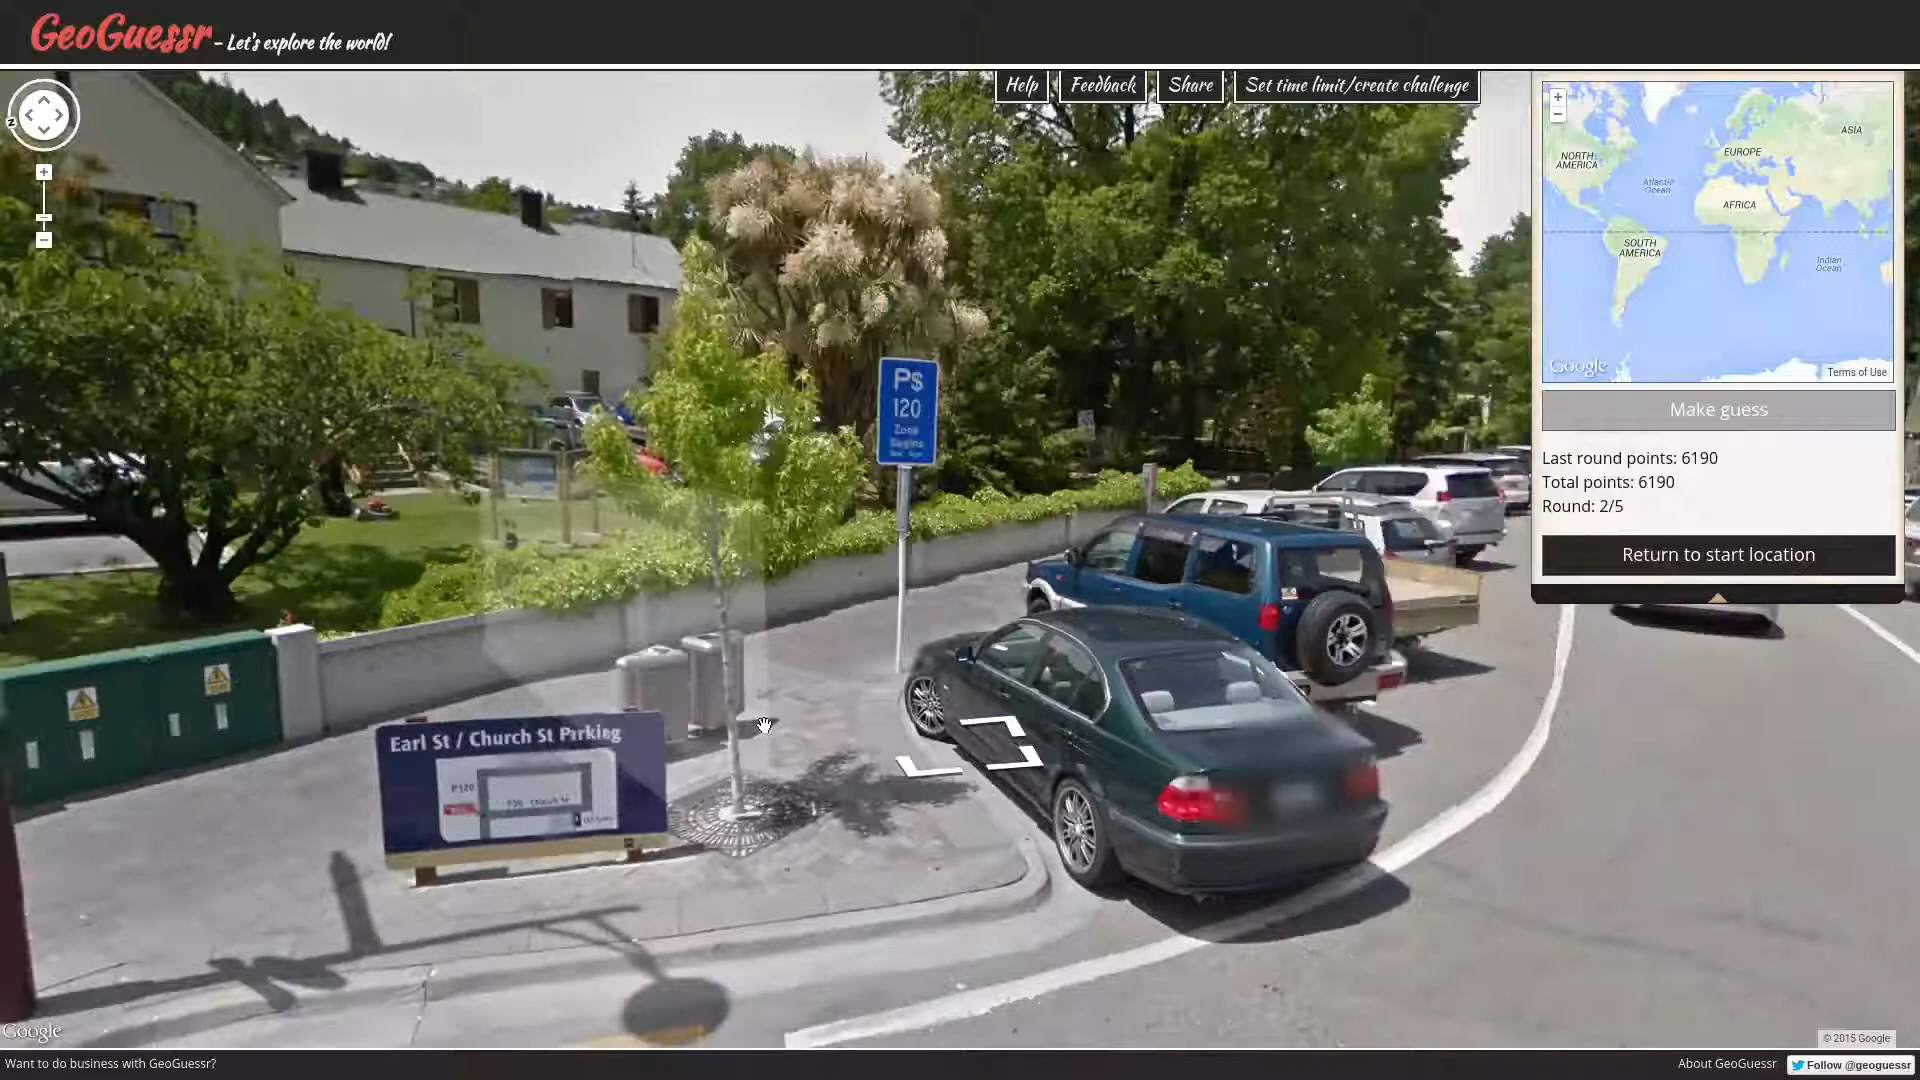 GeoGuessr - Let's explore the world!
Help
Feedback
Share
Set time limit/create challenge
NORTH AMERICA
EUROPE
ASIA
Atlantic Ocean
AFRICA
SOUTH AMERICA
Indian Ocean
Google
Terms of Use
Make guess
Last round points: 6190
Total points: 6190
Round: 2/5
Return to start location
P$
120
Zone
Begins
Earl St / Church St Parking
P120
Google
© 2015 Google
Want to do business with GeoGuessr?
About GeoGuessr
Follow @geoguessr